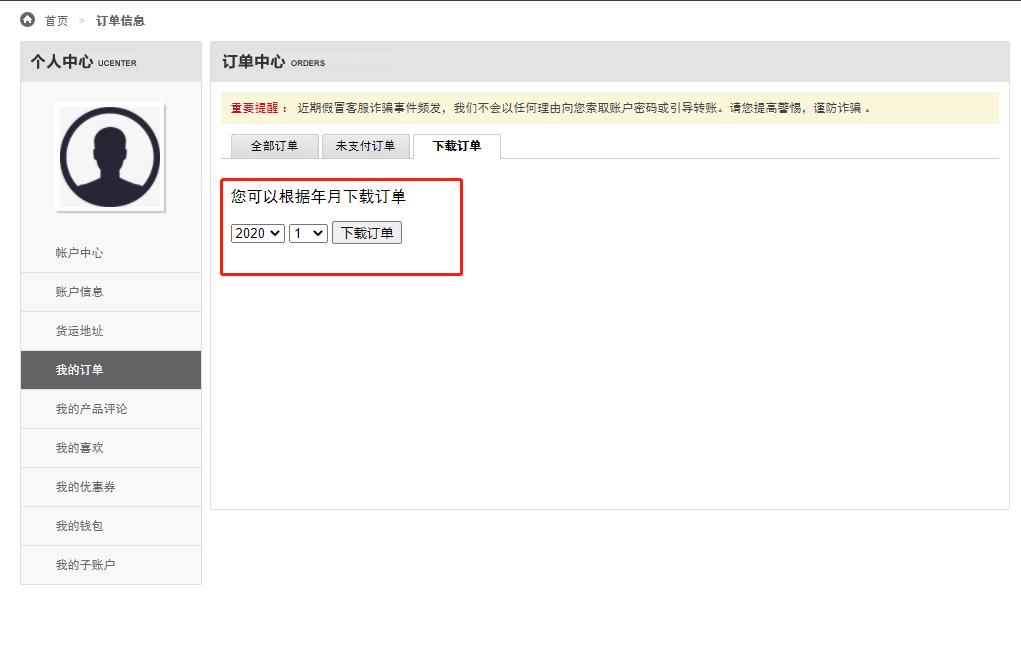 首页 > 订单信息
个人中心 UCENTER
帐户中心
账户信息
货运地址
我的订单
我的产品评论
我的喜欢
我的优惠券
我的钱包
我的子账户
订单中心 ORDERS
重要提醒： 近期假冒客服诈骗事件频发，我们不会以任何理由向您索取账户密码或引导转账。请您提高警惕，谨防诈骗 。
全部订单 未支付订单 下载订单
您可以根据年月下载订单
2020 1 下载订单